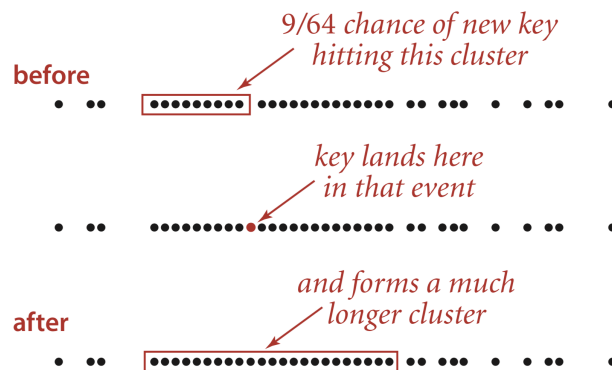 9/64 chance of new key
hitting this cluster
before
key lands here
in that event
and forms a much
longer cluster
after